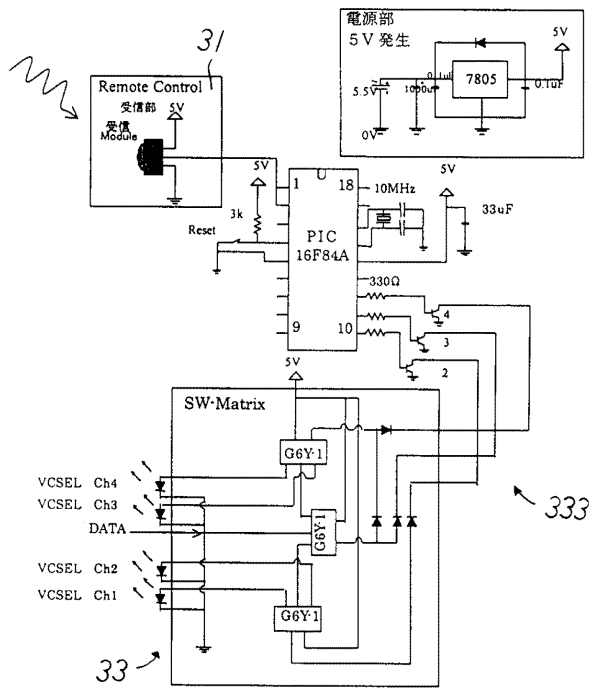 31
Remote Control
受信部
5V
受信
Module
電源部
5V発生
5V
0.1uF
7805
5.5V
1000u
0.1uF
0V
5V
1
18
10MHz
5V
3k
33uF
Reset
PIC
16F84A
330Ω
9
10
4
3
2
5V
SW-Matrix
G6Y-1
VCSEL Ch4
VCSEL Ch3
DATA
G6Y-1
333
VCSEL Ch2
VCSEL Ch1
G6Y-1
33